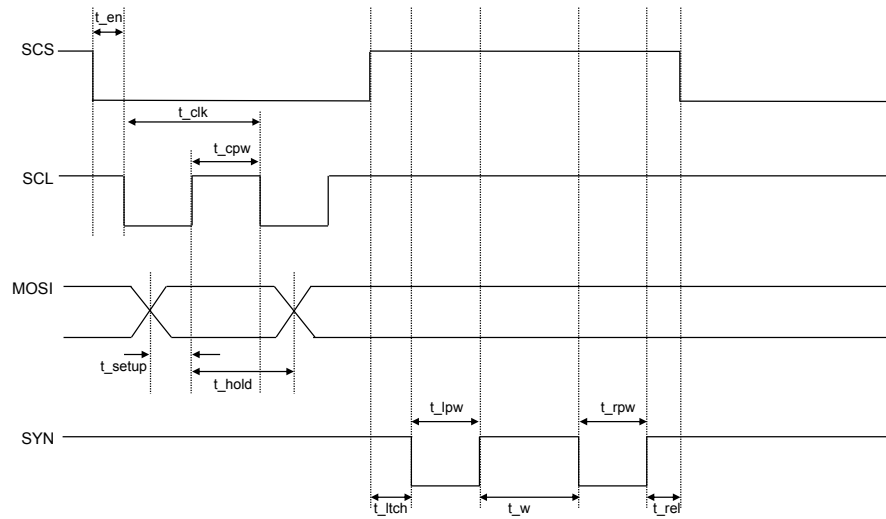 t_en
SCS
t_clk
t_cpw
SCL
MOSI
t_setup
t_hold
t_lpw
t_rpw
SYN
t_ltch
t_w
t_rel